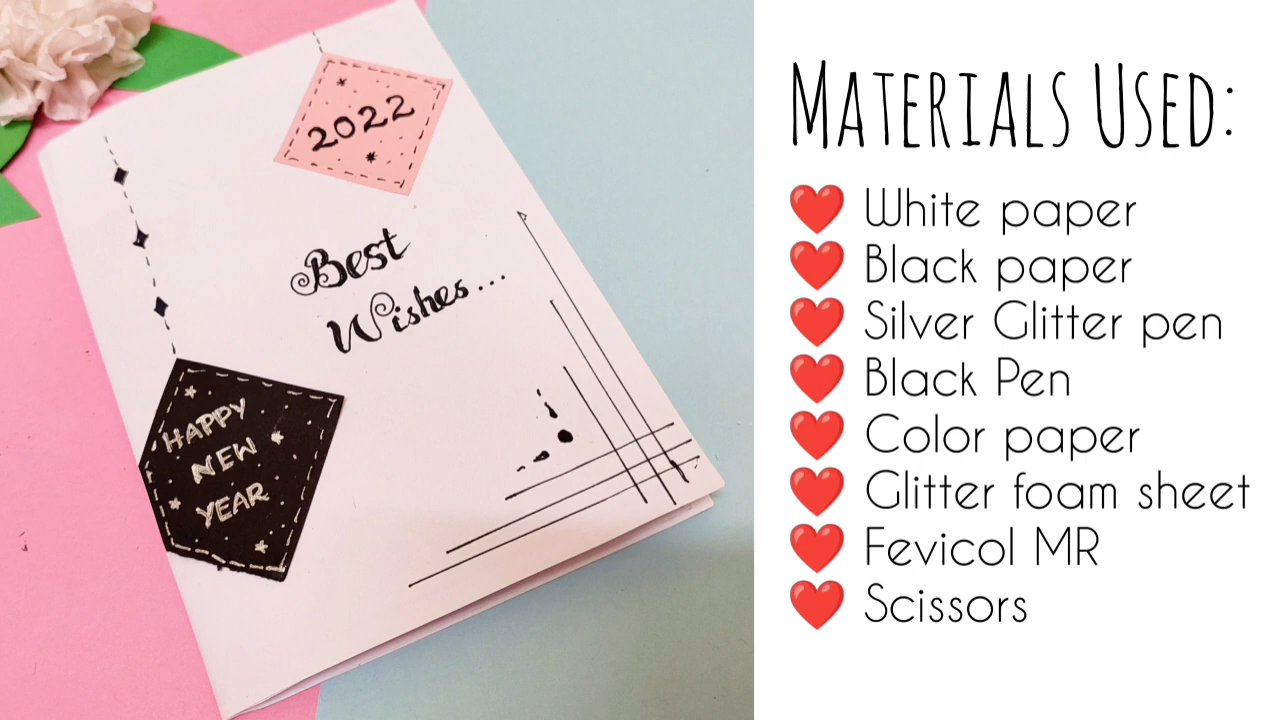 2022
Best
Wishes...
HAPPY
NEW
YEAR
MATERIALS USED:
❤️ White paper
❤️ Black paper
❤️ Silver Glitter pen
❤️ Black Pen
❤️ Color paper
❤️ Glitter foam sheet
❤️ Fevicol MR
❤️ Scissors